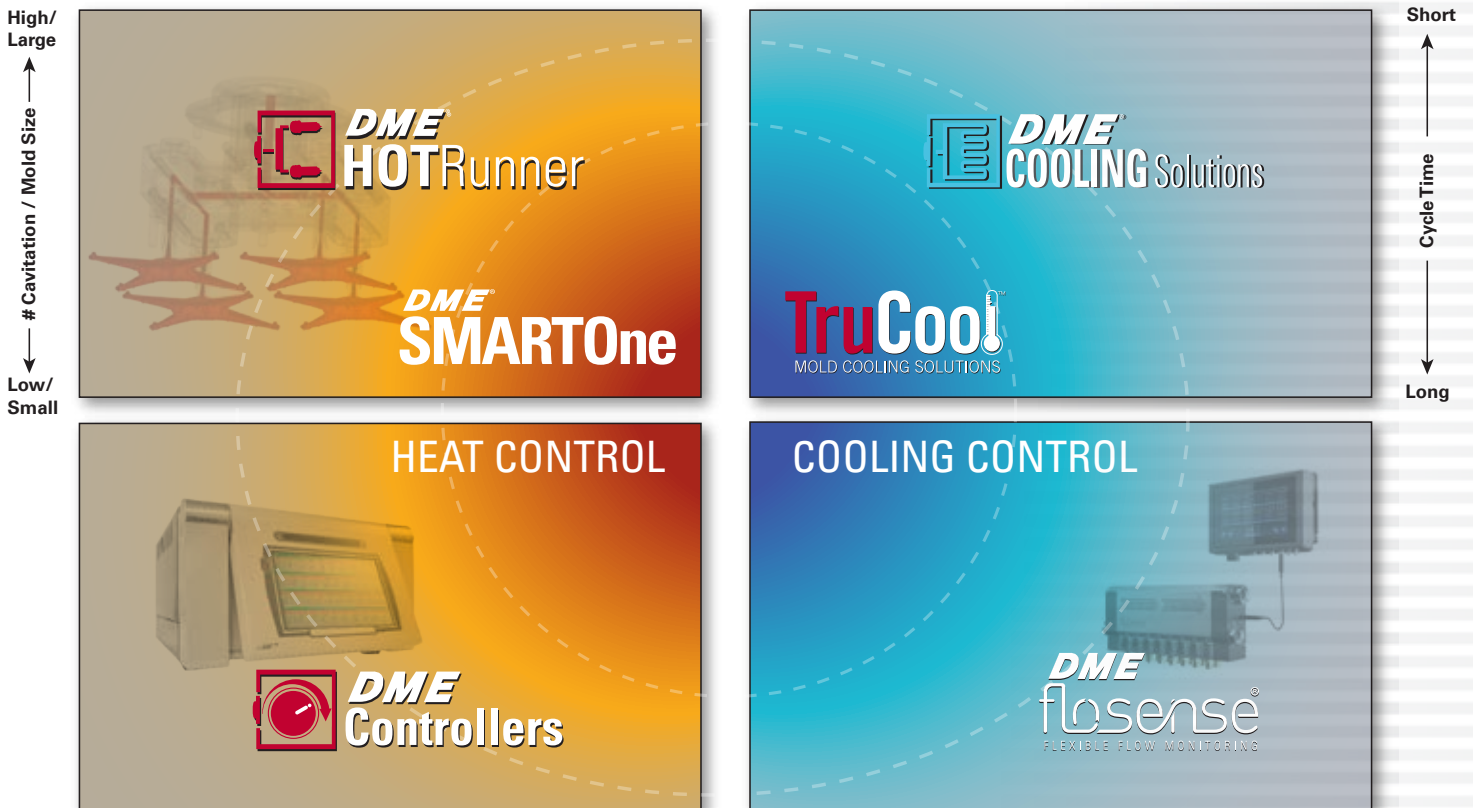 High/
Large
# Cavitation / Mold Size
Low/
Small
DME
HOTRunner
DME®
SMARTOne
DME®
COOLING Solutions
TruCool™
MOLD COOLING SOLUTIONS
Short
Cycle Time
Long
HEAT CONTROL
DME
Controllers
COOLING CONTROL
DME
flosense®
FLEXIBLE FLOW MONITORING